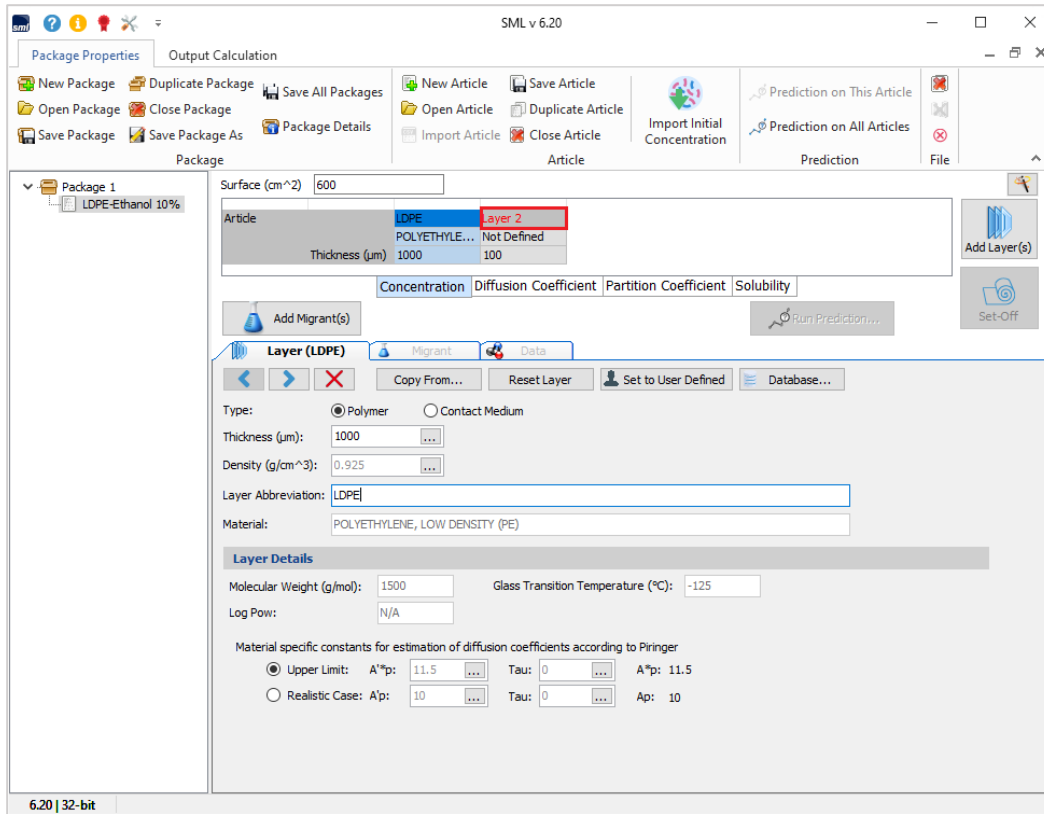 sml SML v 6.20
Package Properties Output Calculation
New Package Duplicate Package Save All Packages New Article Save Article Prediction on This Article
Open Package Close Package Open Article Duplicate Article Import Initial Concentration
Save Package Save Package As Package Details Import Article Close Article Prediction on All Articles
Package Article Prediction File
Package 1
LDPE-Ethanol 10%
Surface (cm^2) 600
Article LDPE Layer 2
POLYETHYLE... Not Defined
Thickness (µm) 1000 100
Add Layer(s)
Concentration Diffusion Coefficient Partition Coefficient Solubility
Add Migrant(s) Run Prediction... Set-Off
Layer (LDPE) Migrant Data
Copy From... Reset Layer Set to User Defined Database...
Type: Polymer Contact Medium
Thickness (µm): 1000 ...
Density (g/cm^3): 0.925 ...
Layer Abbreviation: LDPE
Material: POLYETHYLENE, LOW DENSITY (PE)
Layer Details
Molecular Weight (g/mol): 1500 Glass Transition Temperature (ºC): -125
Log Pow: N/A
Material specific constants for estimation of diffusion coefficients according to Piringer
Upper Limit: A'*p: 11.5 ... Tau: 0 ... A*p: 11.5
Realistic Case: A'p: 10 ... Tau: 0 ... Ap: 10
6.20 | 32-bit